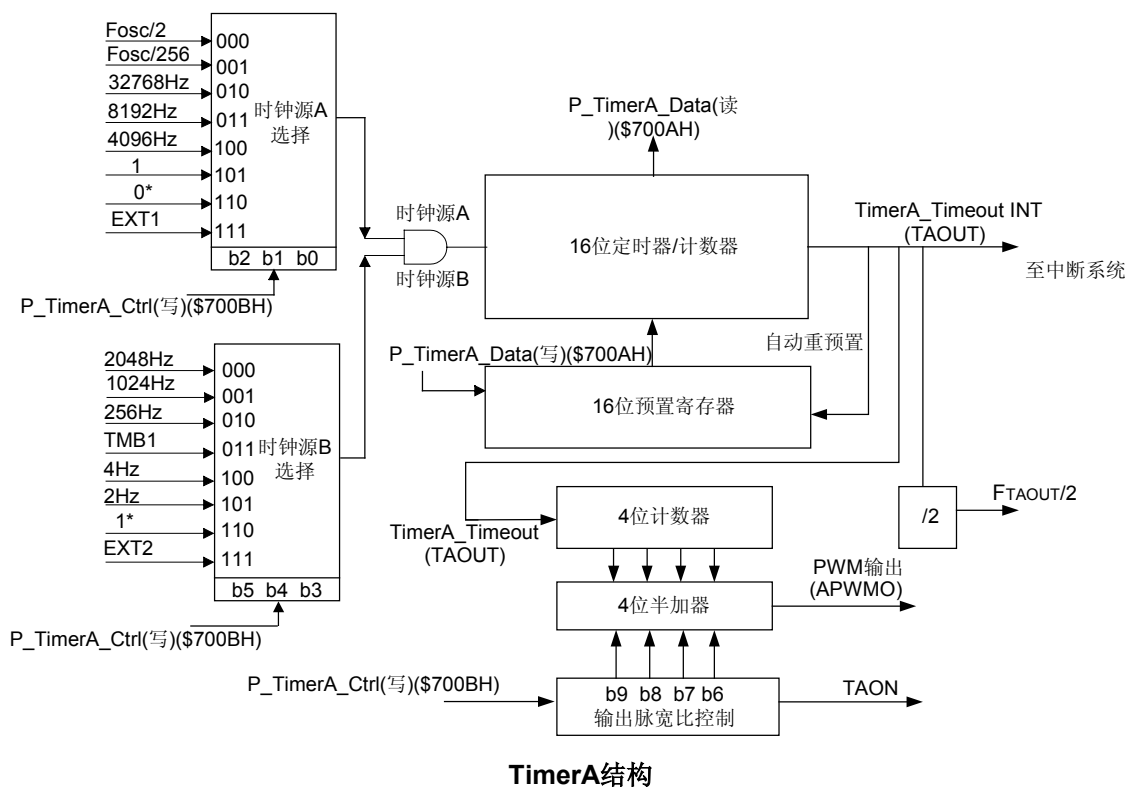 Fosc/2
000
Fosc/256
001
32768Hz
010
8192Hz
011
4096Hz
100
1
101
0*
110
EXT1
111
时钟源A
选择
b2 b1 b0
P_TimerA_Ctrl(写)($700BH)
2048Hz
000
1024Hz
001
256Hz
010
TMB1
011
4Hz
100
2Hz
101
1*
110
EXT2
111
时钟源B
选择
b5 b4 b3
P_TimerA_Ctrl(写)($700BH)
时钟源A
时钟源B
P_TimerA_Data(读
)($700AH)
16位定时器/计数器
TimerA_Timeout INT
(TAOUT)
至中断系统
自动重预置
P_TimerA_Data(写)($700AH)
16位预置寄存器
TimerA_Timeout
(TAOUT)
4位计数器
/2
FTAOUT/2
4位半加器
PWM输出
(APWMO)
P_TimerA_Ctrl(写)($700BH)
b9 b8 b7 b6
输出脉宽比控制
TAON
TimerA结构